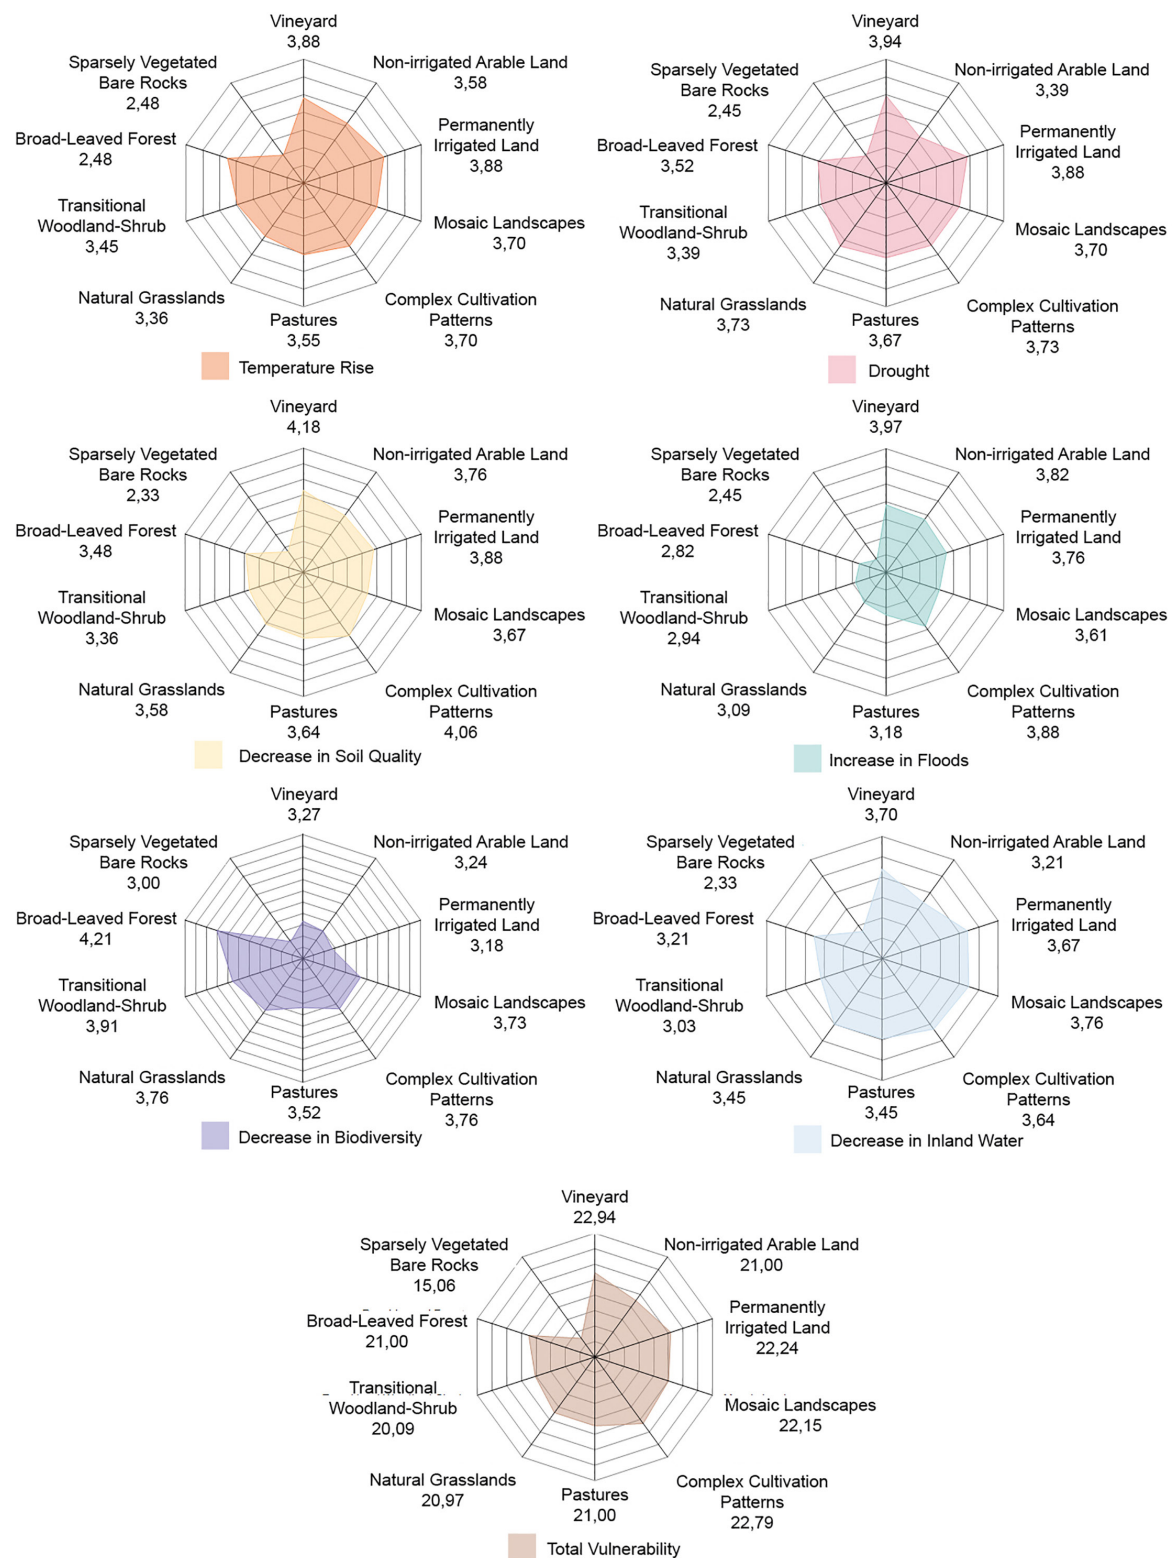 Vineyard
3,88
Sparsely Vegetated
Bare Rocks
2,48
Non-irrigated Arable Land
3,58
Broad-Leaved Forest
2,48
Permanently
Irrigated Land
3,88
Transitional
Woodland-Shrub
3,45
Mosaic Landscapes
3,70
Natural Grasslands
3,36
Pastures
3,55
Complex Cultivation
Patterns
3,70
Temperature Rise
Vineyard
3,94
Sparsely Vegetated
Bare Rocks
2,45
Non-irrigated Arable Land
3,39
Broad-Leaved Forest
3,52
Permanently
Irrigated Land
3,88
Transitional
Woodland-Shrub
3,39
Mosaic Landscapes
3,70
Natural Grasslands
3,73
Pastures
3,67
Complex Cultivation
Patterns
3,73
Drought
Vineyard
4,18
Sparsely Vegetated
Bare Rocks
2,33
Non-irrigated Arable Land
3,76
Broad-Leaved Forest
3,48
Permanently
Irrigated Land
3,88
Transitional
Woodland-Shrub
3,36
Mosaic Landscapes
3,67
Natural Grasslands
3,58
Pastures
3,64
Complex Cultivation
Patterns
4,06
Decrease in Soil Quality
Vineyard
3,97
Sparsely Vegetated
Bare Rocks
2,45
Non-irrigated Arable Land
3,82
Broad-Leaved Forest
2,82
Permanently
Irrigated Land
3,76
Transitional
Woodland-Shrub
2,94
Mosaic Landscapes
3,61
Natural Grasslands
3,09
Pastures
3,18
Complex Cultivation
Patterns
3,88
Increase in Floods
Vineyard
3,27
Sparsely Vegetated
Bare Rocks
3,00
Non-irrigated Arable Land
3,24
Broad-Leaved Forest
4,21
Permanently
Irrigated Land
3,18
Transitional
Woodland-Shrub
3,91
Mosaic Landscapes
3,73
Natural Grasslands
3,76
Pastures
3,52
Complex Cultivation
Patterns
3,76
Decrease in Biodiversity
Vineyard
3,70
Sparsely Vegetated
Bare Rocks
2,33
Non-irrigated Arable Land
3,21
Broad-Leaved Forest
3,21
Permanently
Irrigated Land
3,67
Transitional
Woodland-Shrub
3,03
Mosaic Landscapes
3,76
Natural Grasslands
3,45
Pastures
3,45
Complex Cultivation
Patterns
3,64
Decrease in Inland Water
Vineyard
22,94
Sparsely Vegetated
Bare Rocks
15,06
Non-irrigated Arable Land
21,00
Broad-Leaved Forest
21,00
Permanently
Irrigated Land
22,24
Transitional
Woodland-Shrub
20,09
Mosaic Landscapes
22,15
Natural Grasslands
20,97
Pastures
21,00
Complex Cultivation
Patterns
22,79
Total Vulnerability